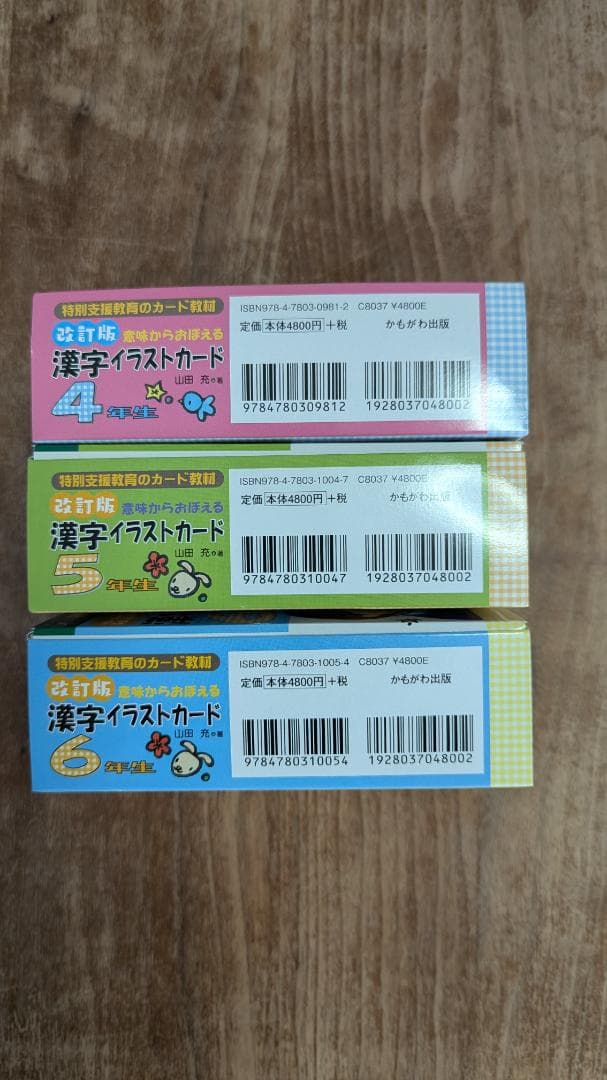 特別支援教育のカード教材
改訂版 意味からおぼえる
漢字イラストカード
山田 充・著
4年生
ISBN978-4-7803-0981-2 C8037 ¥4800E
定価 本体4800円 +税 かもがわ出版
9784780309812 1928037048002
特別支援教育のカード教材
改訂版 意味からおぼえる
漢字イラストカード
山田 充・著
5年生
ISBN978-4-7803-1004-7 C8037 ¥4800E
定価 本体4800円 +税 かもがわ出版
9784780310047 1928037048002
特別支援教育のカード教材
改訂版 意味からおぼえる
漢字イラストカード
山田 充・著
6年生
ISBN978-4-7803-1005-4 C8037 ¥4800E
定価 本体4800円 +税 かもがわ出版
9784780310054 1928037048002